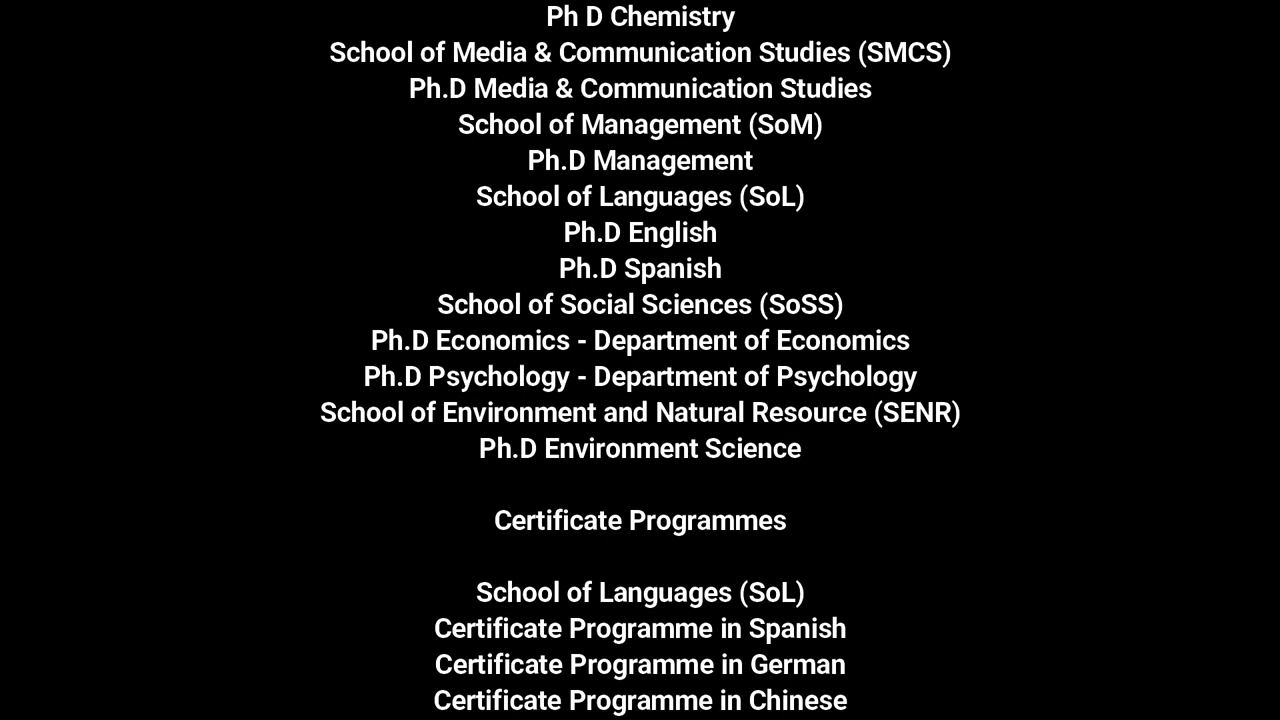 Ph D Chemistry
School of Media & Communication Studies (SMCS)
Ph.D Media & Communication Studies
School of Management (SoM)
Ph.D Management
School of Languages (SoL)
Ph.D English
Ph.D Spanish
School of Social Sciences (SoSS)
Ph.D Economics - Department of Economics
Ph.D Psychology - Department of Psychology
School of Environment and Natural Resource (SENR)
Ph.D Environment Science
Certificate Programmes
School of Languages (SoL)
Certificate Programme in Spanish
Certificate Programme in German
Certificate Programme in Chinese